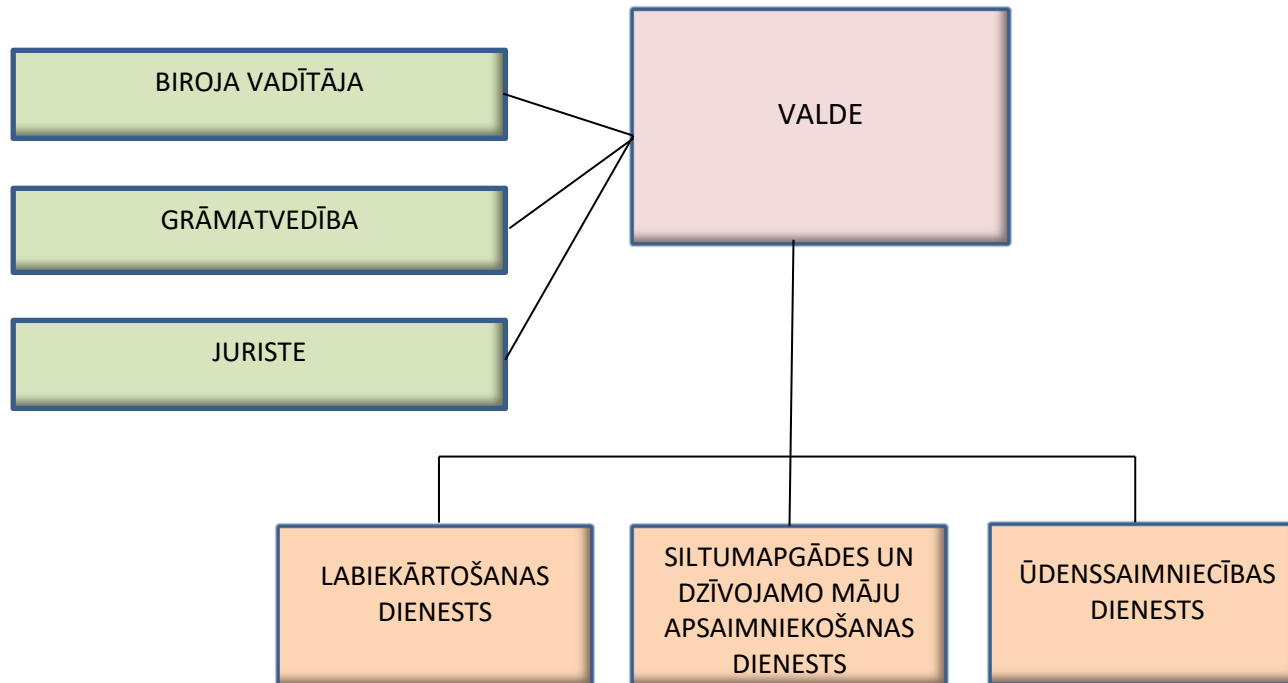 BIROJA VADĪTĀJA
VALDE
GRĀMATVEDĪBA
JURISTE
LABIEKĀRTOŠANAS
DIENESTS
SILTUMAPGĀDES UN
DZĪVOJAMO MĀJU
APSAIMNIEKOŠANAS
DIENESTS
ŪDENSSAIMNIECĪBAS
DIENESTS